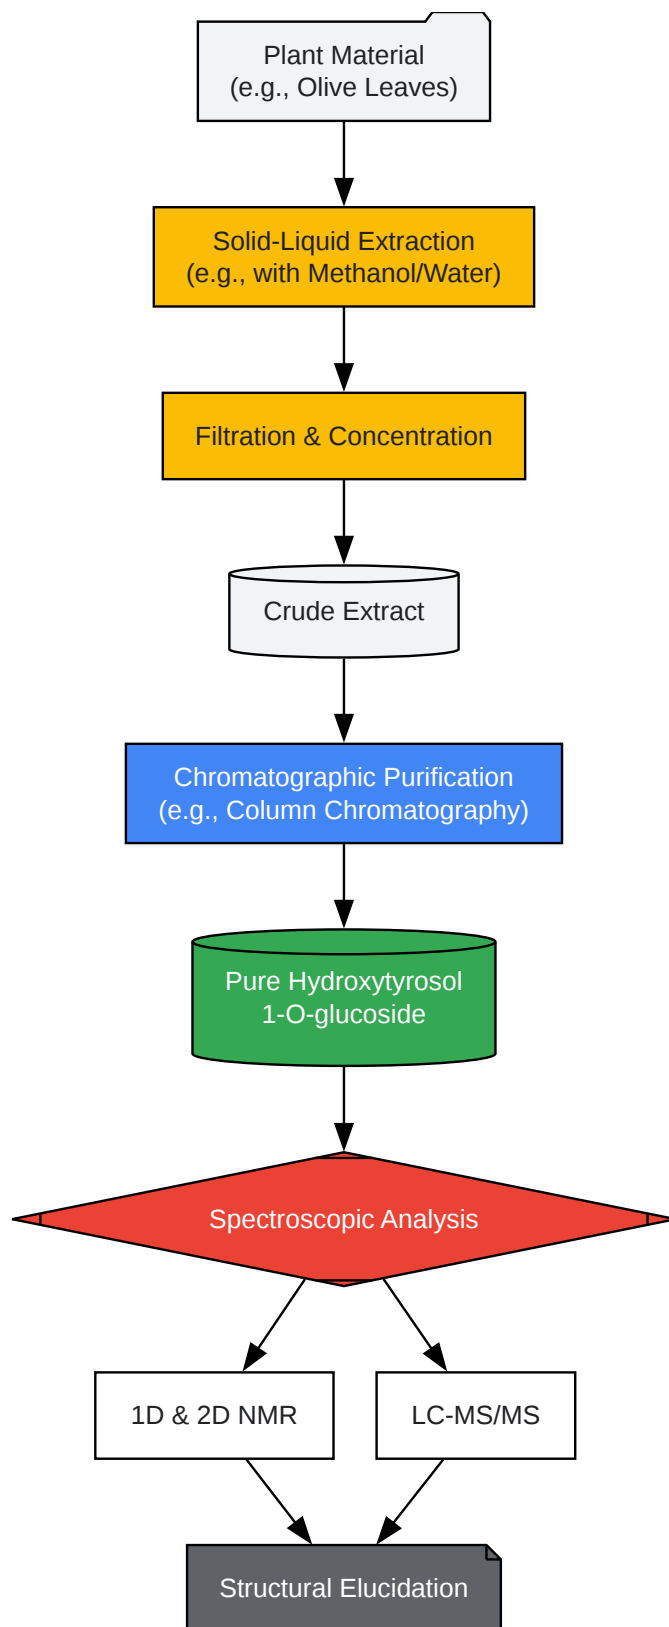 Plant Material
(e.g., Olive Leaves)
Solid-Liquid Extraction
(e.g., with Methanol/Water)
Filtration & Concentration
Crude Extract
Chromatographic Purification
(e.g., Column Chromatography)
Pure Hydroxytyrosol
1-O-glucoside
Spectroscopic Analysis
1D & 2D NMR
LC-MS/MS
Structural Elucidation